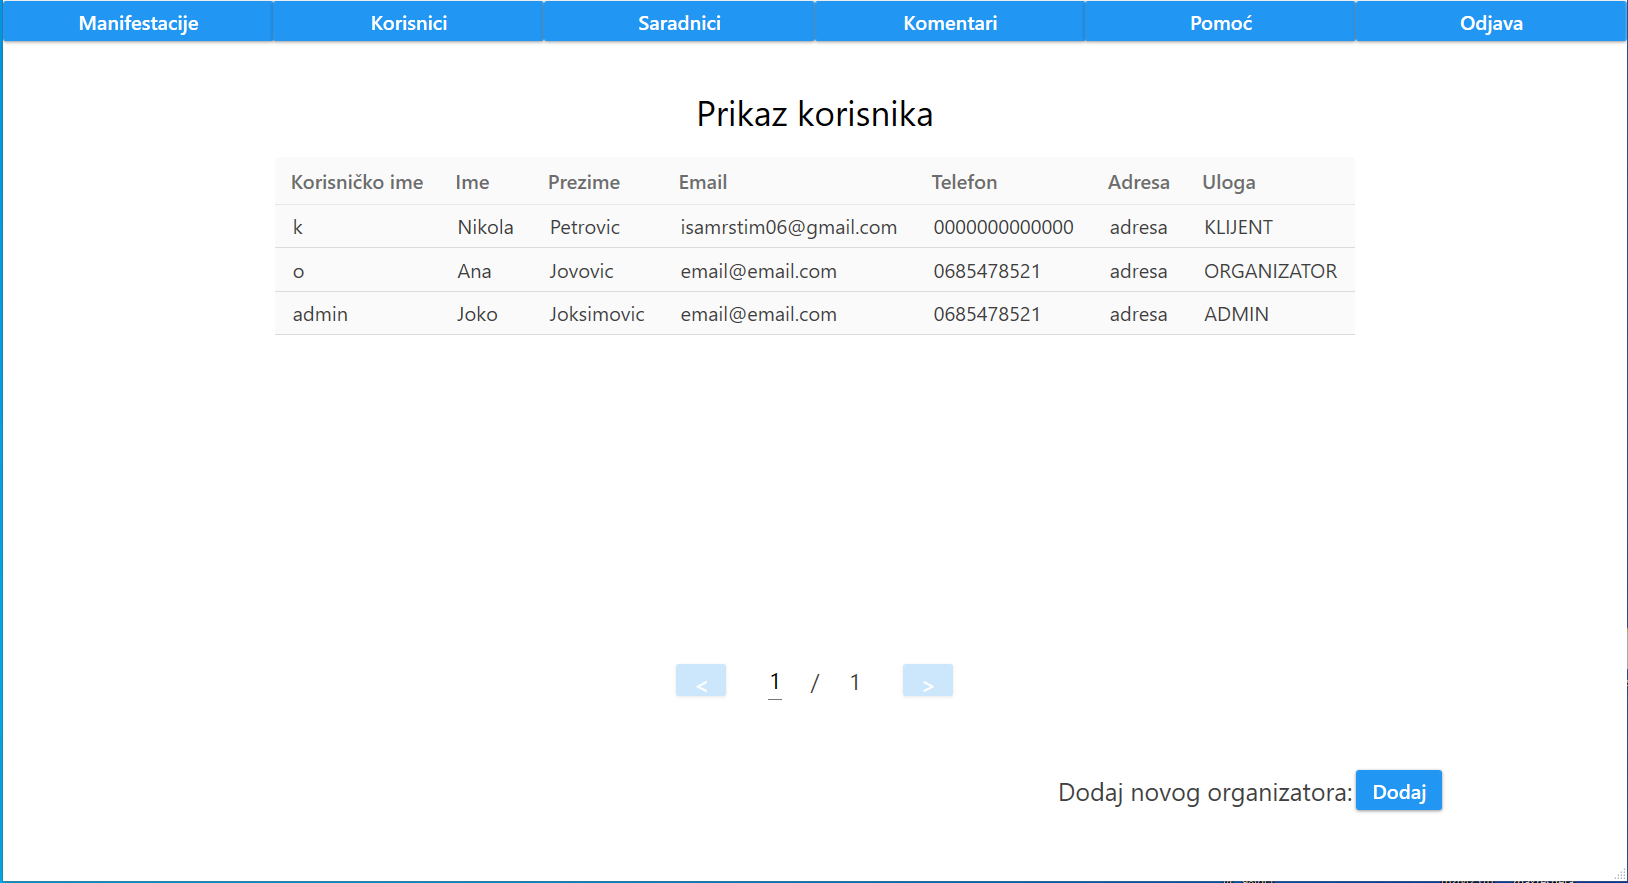 Manifestacije Korisnici Saradnici Komentari Pomoć Odjava
Prikaz korisnika
Korisničko ime Ime Prezime Email Telefon Adresa Uloga
k Nikola Petrovic isamrstim06@gmail.com 0000000000000 adresa KLIJENT
o Ana Jovovic email@email.com 0685478521 adresa ORGANIZATOR
admin Joko Joksimovic email@email.com 0685478521 adresa ADMIN
< 1 / 1 >
Dodaj novog organizatora: Dodaj